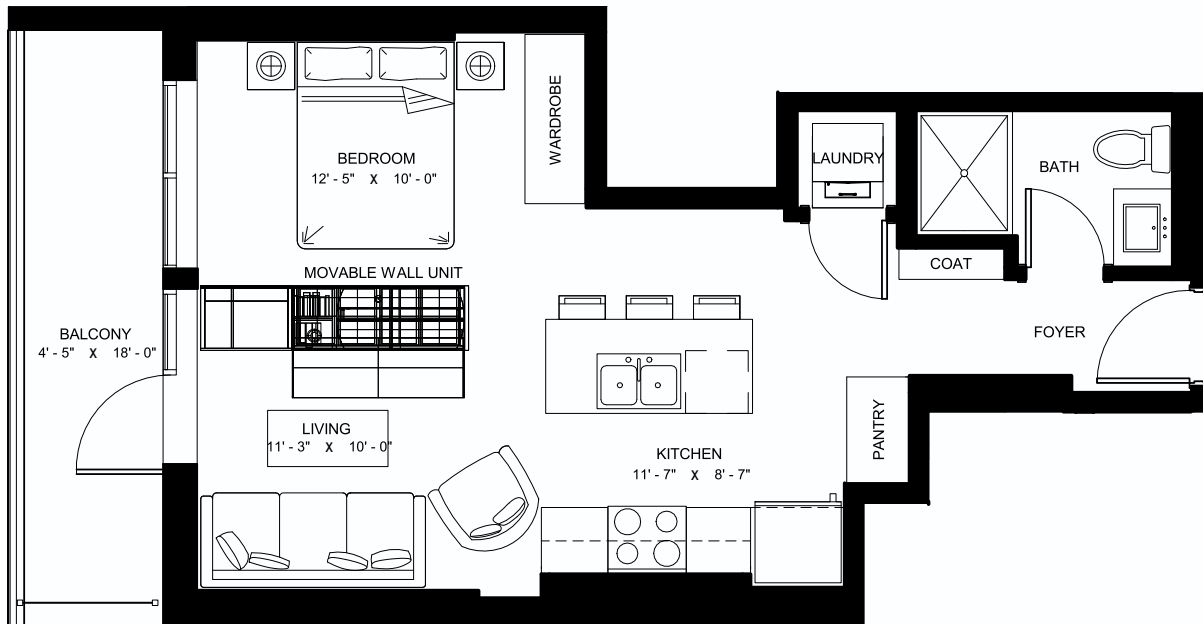 BEDROOM
12' - 5" X 10' - 0"
WARDROBE
LAUNDRY
BATH
COAT
MOVABLE WALL UNIT
BALCONY
4' - 5" X 18' - 0"
FOYER
LIVING
11' - 3" X 10' - 0"
KITCHEN
11' - 7" X 8' - 7"
PANTRY